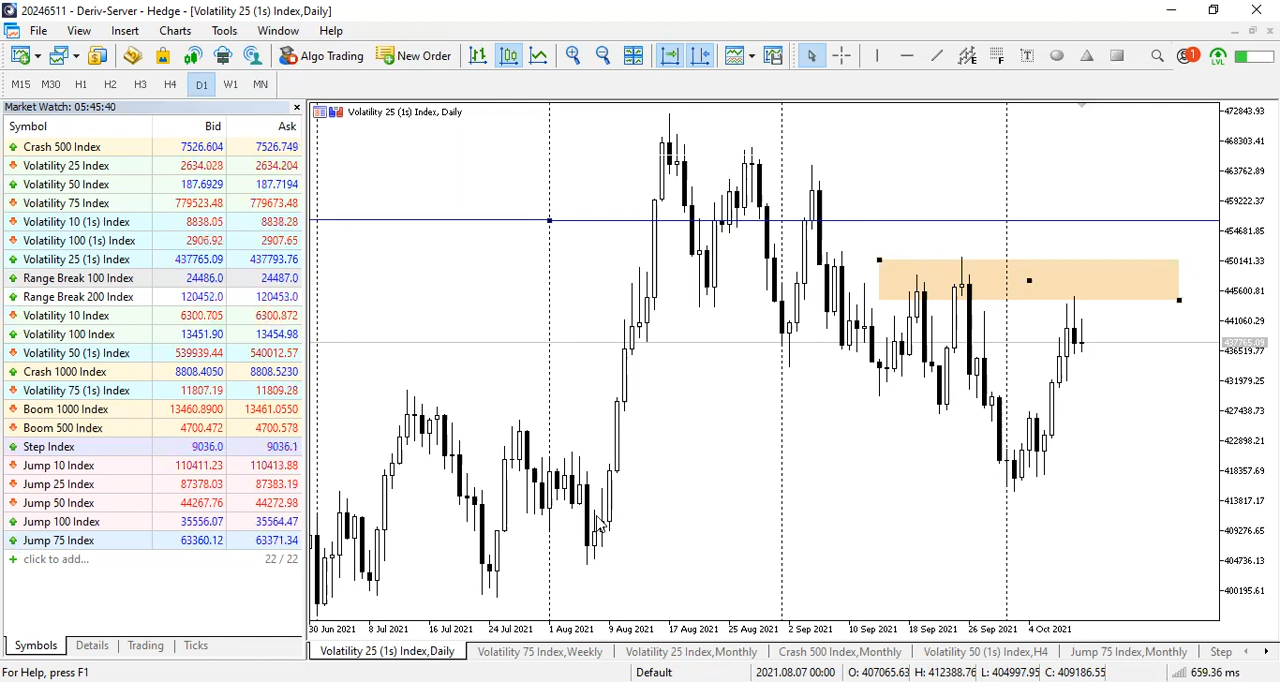 20246511 - Deriv-Server - Hedge - [Volatility 25 (1s) Index,Daily]
File View Insert Charts Tools Window Help
Algo Trading New Order
M15 M30 H1 H2 H3 H4 D1 W1 MN
Market Watch: 05:45:40
Symbol Bid Ask
Crash 500 Index 7526.604 7526.749
Volatility 25 Index 2634.028 2634.204
Volatility 50 Index 187.6929 187.7194
Volatility 75 Index 779523.48 779673.48
Volatility 10 (1s) Index 8838.05 8838.28
Volatility 100 (1s) Index 2906.92 2907.65
Volatility 25 (1s) Index 437765.09 437793.76
Range Break 100 Index 24486.0 24487.0
Range Break 200 Index 120452.0 120453.0
Volatility 10 Index 6300.705 6300.872
Volatility 100 Index 13451.90 13454.98
Volatility 50 (1s) Index 539939.44 540012.57
Crash 1000 Index 8808.4050 8808.5230
Volatility 75 (1s) Index 11807.19 11809.28
Boom 1000 Index 13460.8900 13461.0550
Boom 500 Index 4700.472 4700.578
Step Index 9036.0 9036.1
Jump 10 Index 110411.23 110413.88
Jump 25 Index 87378.03 87383.19
Jump 50 Index 44267.76 44272.98
Jump 100 Index 35556.07 35564.47
Jump 75 Index 63360.12 63371.34
click to add... 22 / 22
Symbols Details Trading Ticks
Volatility 25 (1s) Index, Daily
472843.93
468303.41
463762.89
459222.37
454681.85
450141.33
445600.81
441060.29
437765.09
436519.77
431979.25
427438.73
422898.21
418357.69
413817.17
409276.65
404736.13
400195.61
30 Jun 2021 8 Jul 2021 16 Jul 2021 24 Jul 2021 1 Aug 2021 9 Aug 2021 17 Aug 2021 25 Aug 2021 2 Sep 2021 10 Sep 2021 18 Sep 2021 26 Sep 2021 4 Oct 2021
Volatility 25 (1s) Index,Daily Volatility 75 Index,Weekly Volatility 25 Index,Monthly Crash 500 Index,Monthly Volatility 50 (1s) Index,H4 Jump 75 Index,Monthly Step
For Help, press F1 Default 2021.08.07 00:00 O: 407065.63 H: 412388.76 L: 404997.95 C: 409186.55 659.36 ms
1
LVL